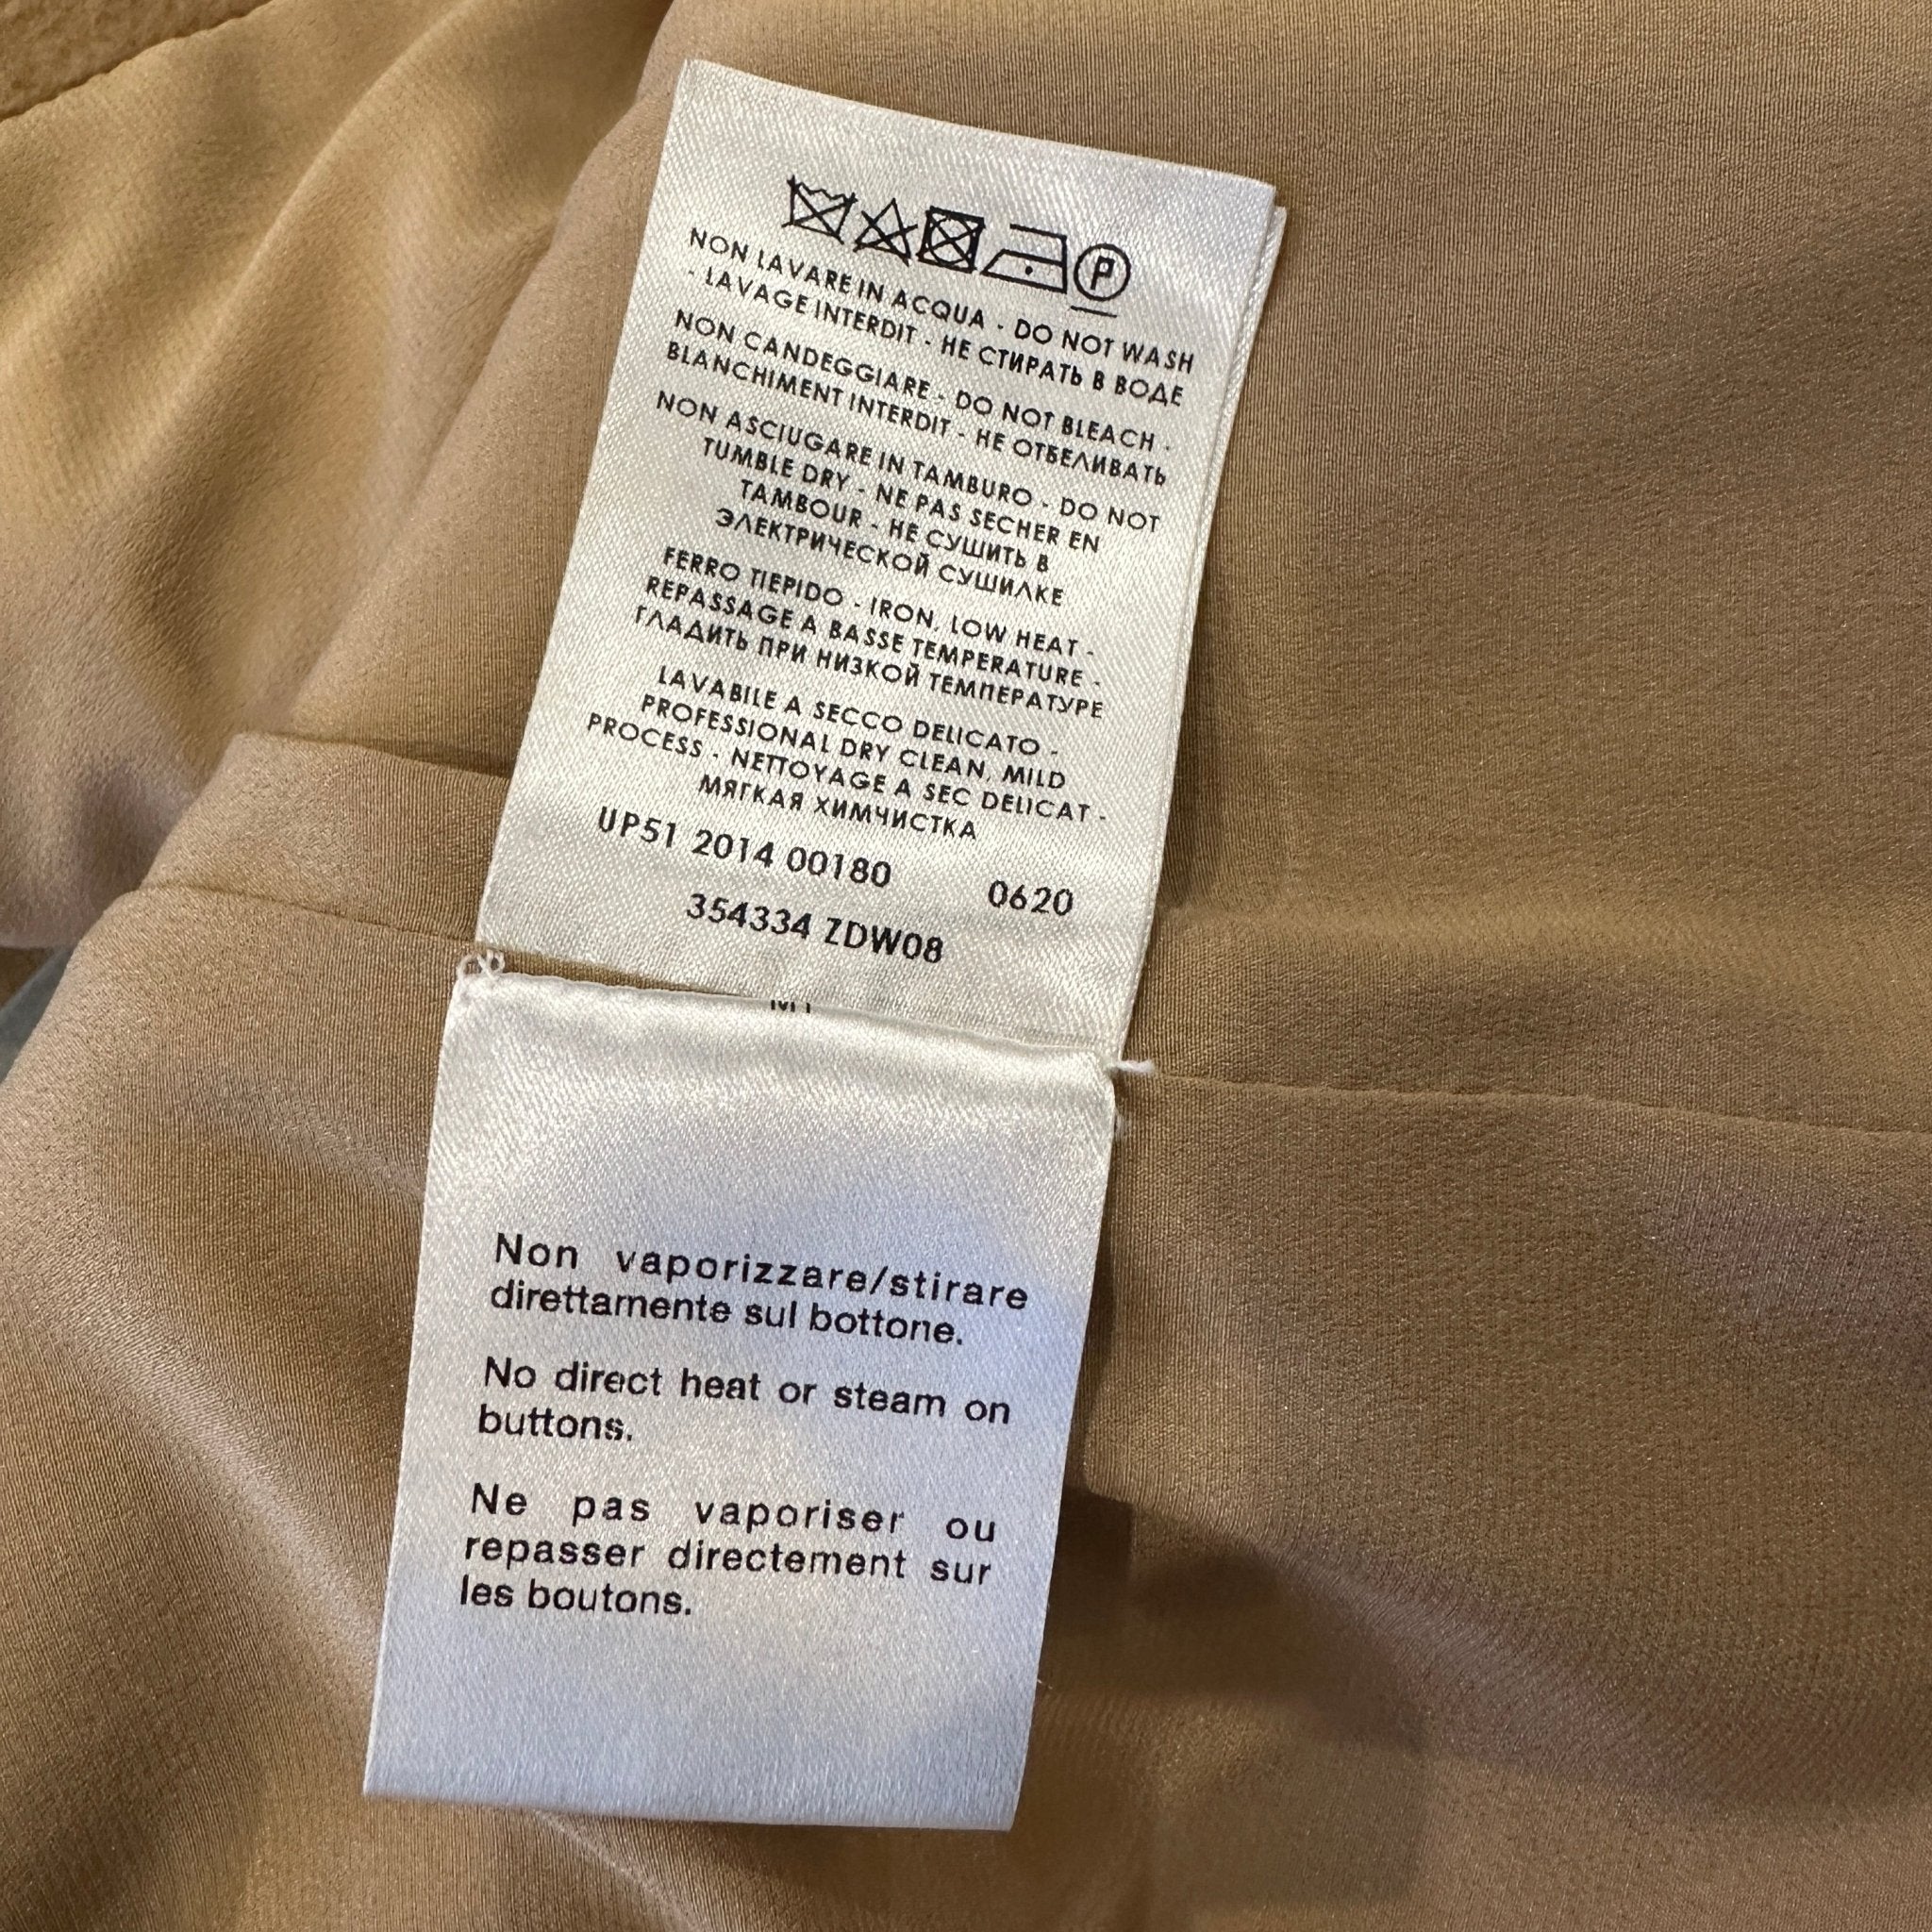 P
NON LAVARE IN ACQUA - DO NOT WASH
- LAVAGE INTERDIT - НЕ СТИРАТЬ В ВОДЕ
NON CANDEGGIARE - DO NOT BLEACH -
BLANCHIMENT INTERDIT - НЕ ОТБЕЛИВАТЬ
NON ASCIUGARE IN TAMBURO - DO NOT
TUMBLE DRY - NE PAS SECHER EN
TAMBOUR - НЕ СУШИТЬ В
ЭЛЕКТРИЧЕСКОЙ СУШИЛКЕ
FERRO TIEPIDO - IRON, LOW HEAT -
REPASSAGE A BASSE TEMPERATURE -
ГЛАДИТЬ ПРИ НИЗКОЙ ТЕМПЕРАТУРЕ
LAVABILE A SECCO DELICATO -
PROFESSIONAL DRY CLEAN, MILD
PROCESS - NETTOYAGE A SEC DELICAT -
МЯГКАЯ ХИМЧИСТКА
UP51 2014 00180 0620
354334 ZDW08
Non vaporizzare/stirare
direttamente sul bottone.
No direct heat or steam on
buttons.
Ne pas vaporiser ou
repasser directement sur
les boutons.